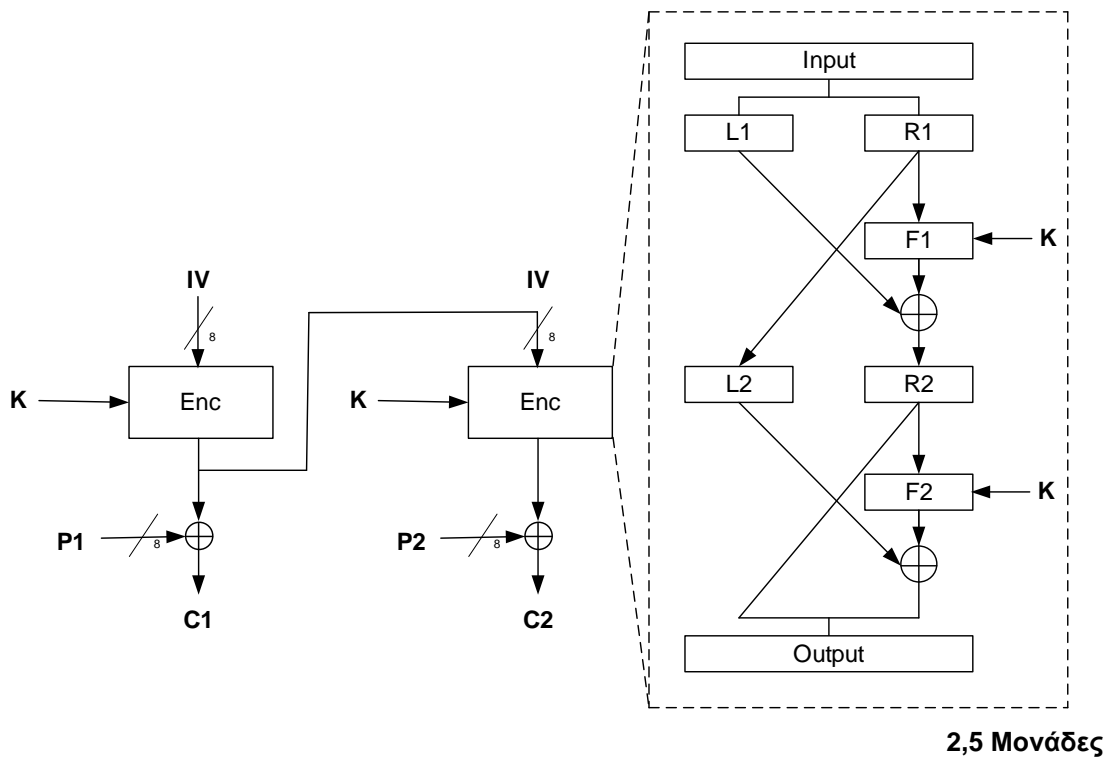 Input
L1 R1
F1 K
IV IV
8 8
L2 R2
K Enc K Enc
F2 K
P1 8 P2 8
C1 C2
Output
2,5 Μονάδες